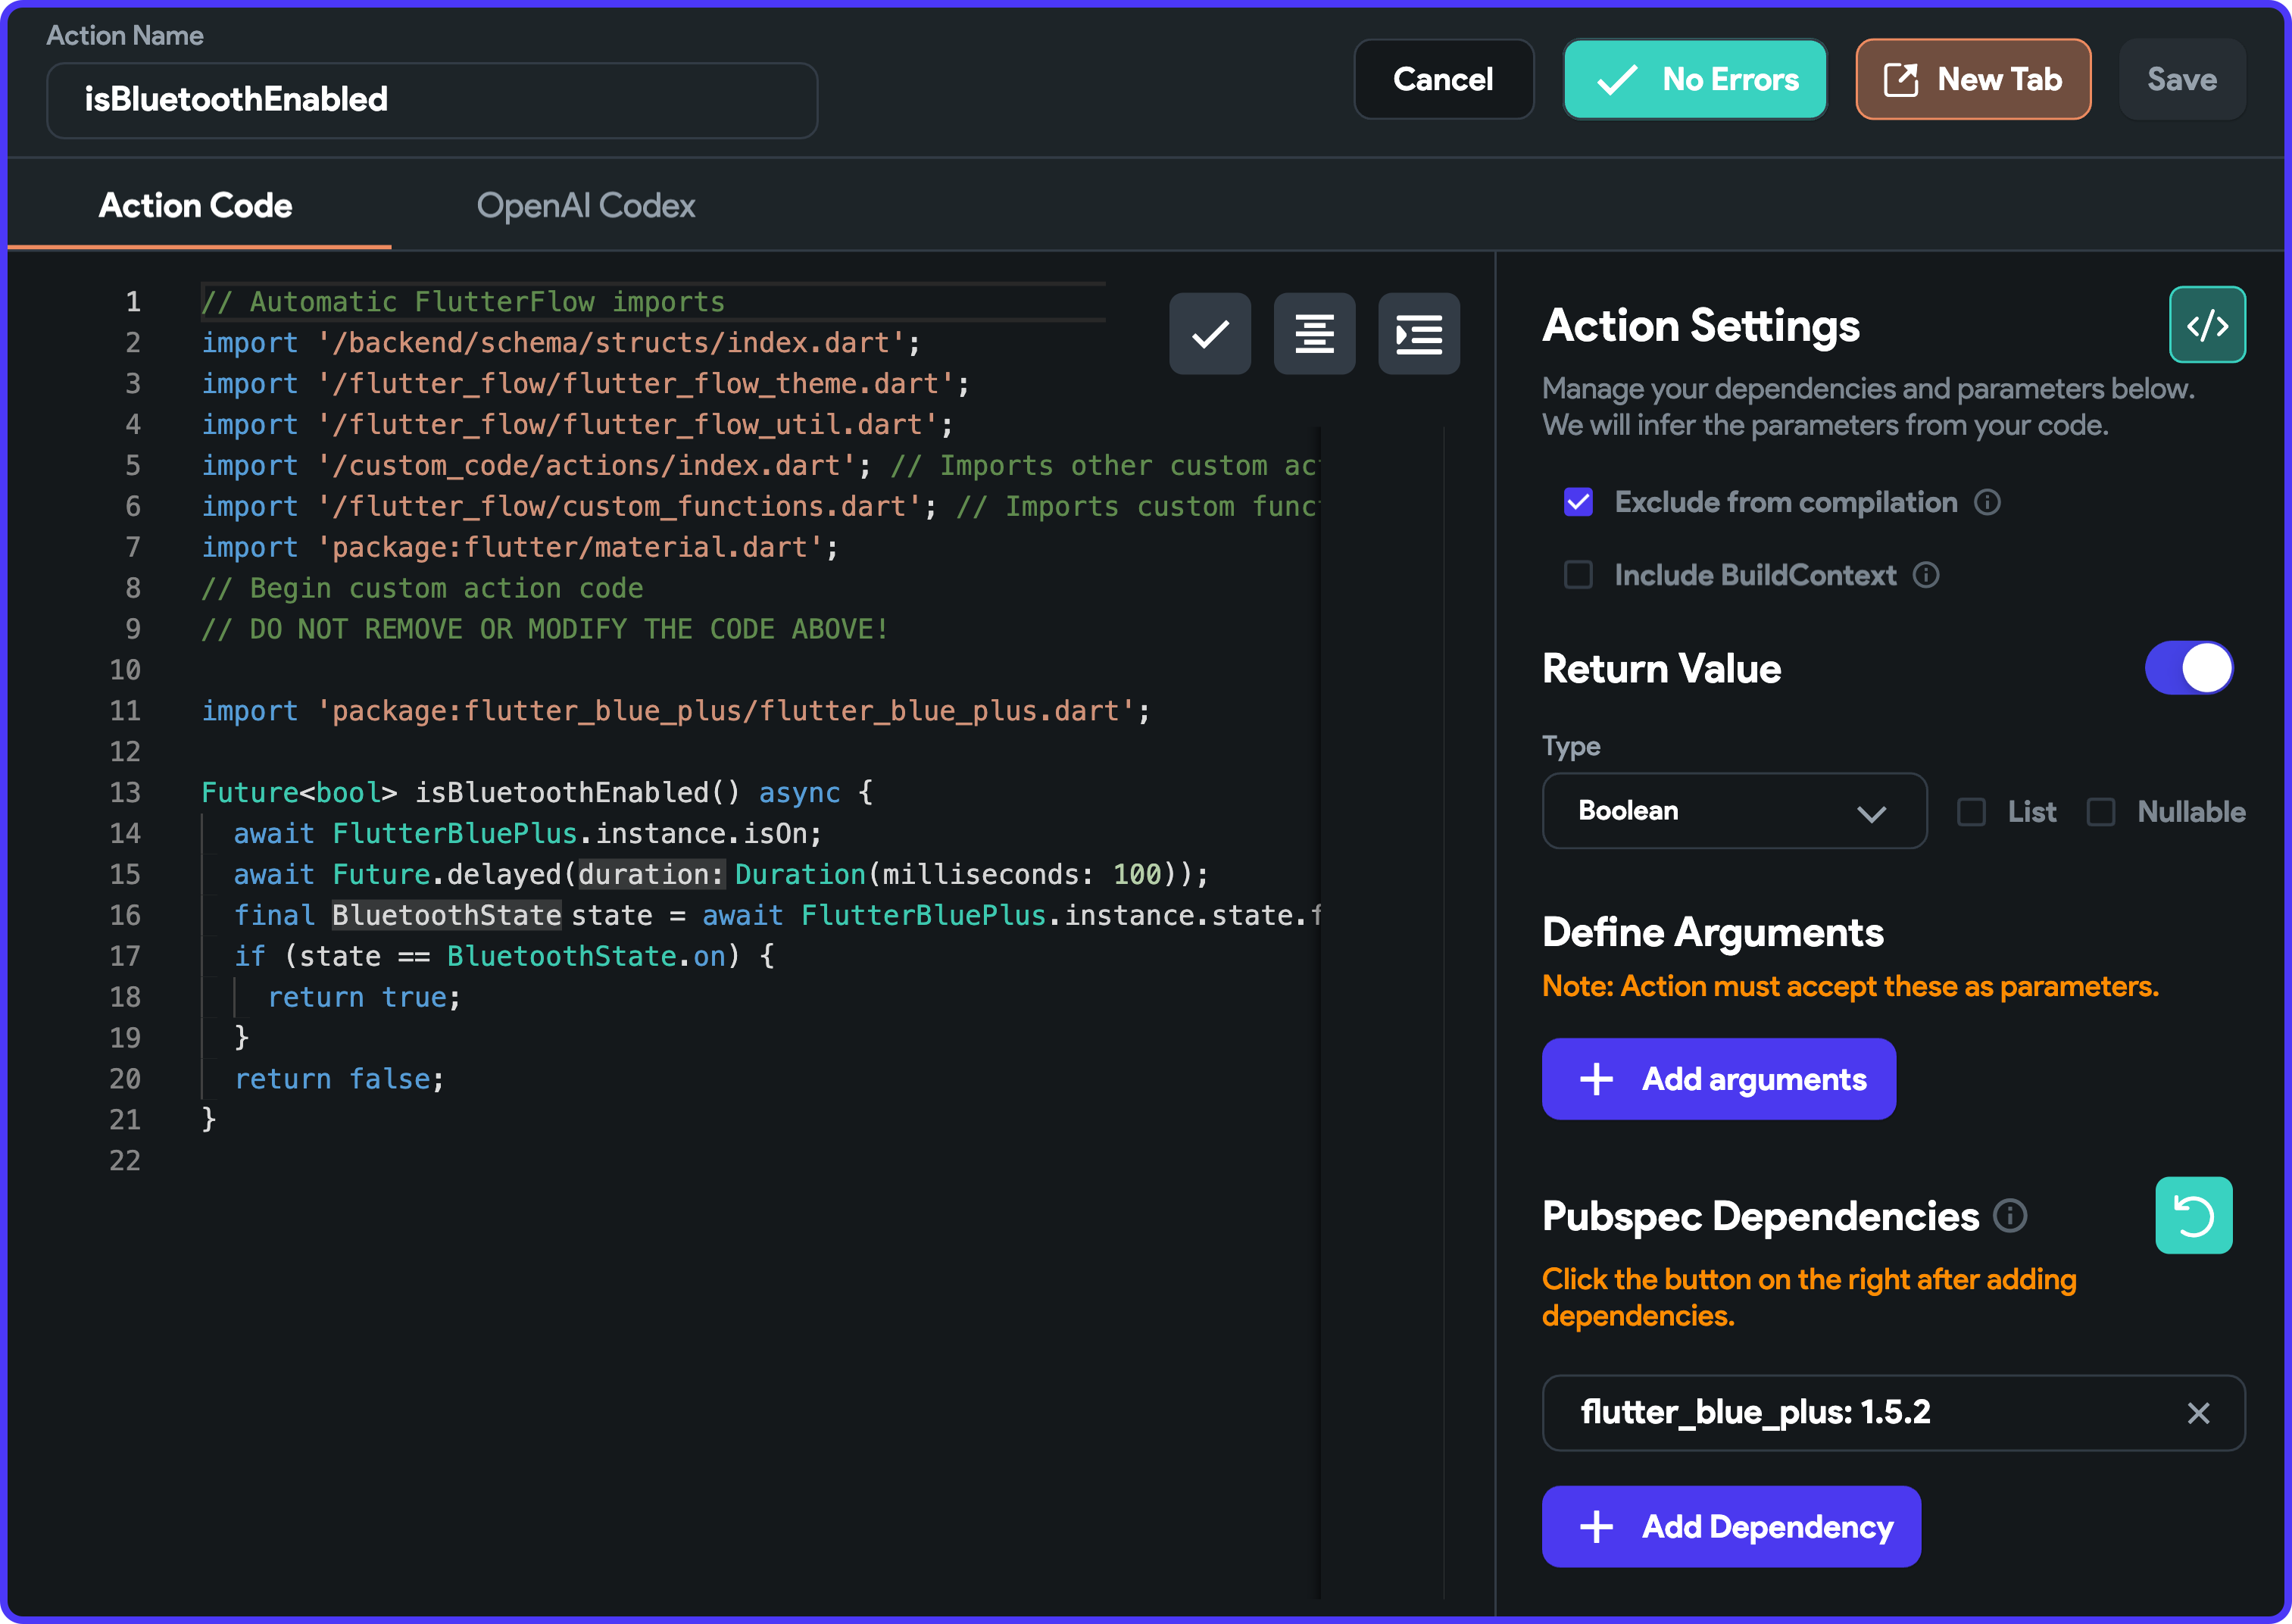 Action Name
isBluetoothEnabled
Cancel
No Errors
New Tab
Save
Action Code
OpenAI Codex
1 // Automatic FlutterFlow imports
2 import '/backend/schema/structs/index.dart';
3 import '/flutter_flow/flutter_flow_theme.dart';
4 import '/flutter_flow/flutter_flow_util.dart';
5 import '/custom_code/actions/index.dart'; // Imports other custom ac
6 import '/flutter_flow/custom_functions.dart'; // Imports custom func
7 import 'package:flutter/material.dart';
8 // Begin custom action code
9 // DO NOT REMOVE OR MODIFY THE CODE ABOVE!
10
11 import 'package:flutter_blue_plus/flutter_blue_plus.dart';
12
13 Future<bool> isBluetoothEnabled() async {
14 await FlutterBluePlus.instance.isOn;
15 await Future.delayed(duration: Duration(milliseconds: 100));
16 final BluetoothState state = await FlutterBluePlus.instance.state.f
17 if (state == BluetoothState.on) {
18 return true;
19 }
20 return false;
21 }
22
Action Settings
</>
Manage your dependencies and parameters below.
We will infer the parameters from your code.
Exclude from compilation
Include BuildContext
Return Value
Type
Boolean
List
Nullable
Define Arguments
Note: Action must accept these as parameters.
+ Add arguments
Pubspec Dependencies
Click the button on the right after adding
dependencies.
flutter_blue_plus: 1.5.2
+ Add Dependency